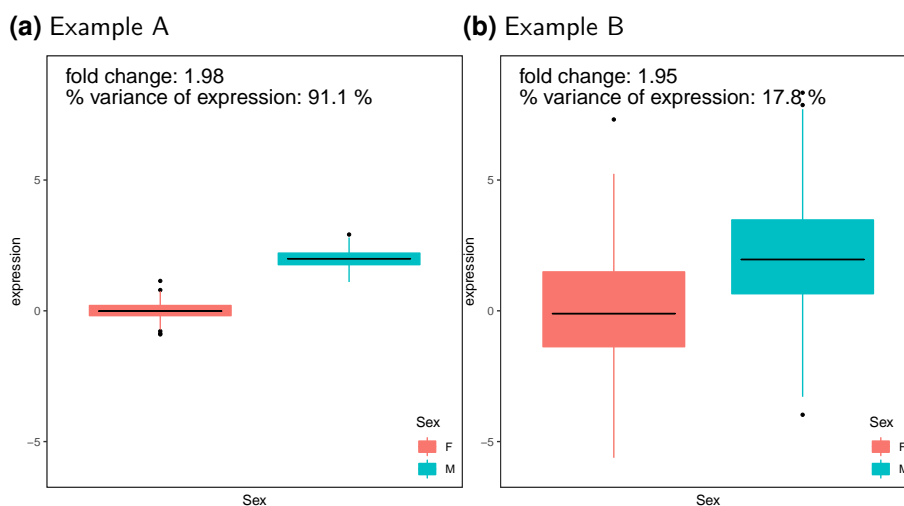 (a) Example A
fold change: 1.98
% variance of expression: 91.1 %
5
0
−5
expression
Sex
F
M
Sex
(b) Example B
fold change: 1.95
% variance of expression: 17.8 %
5
0
−5
expression
Sex
F
M
Sex